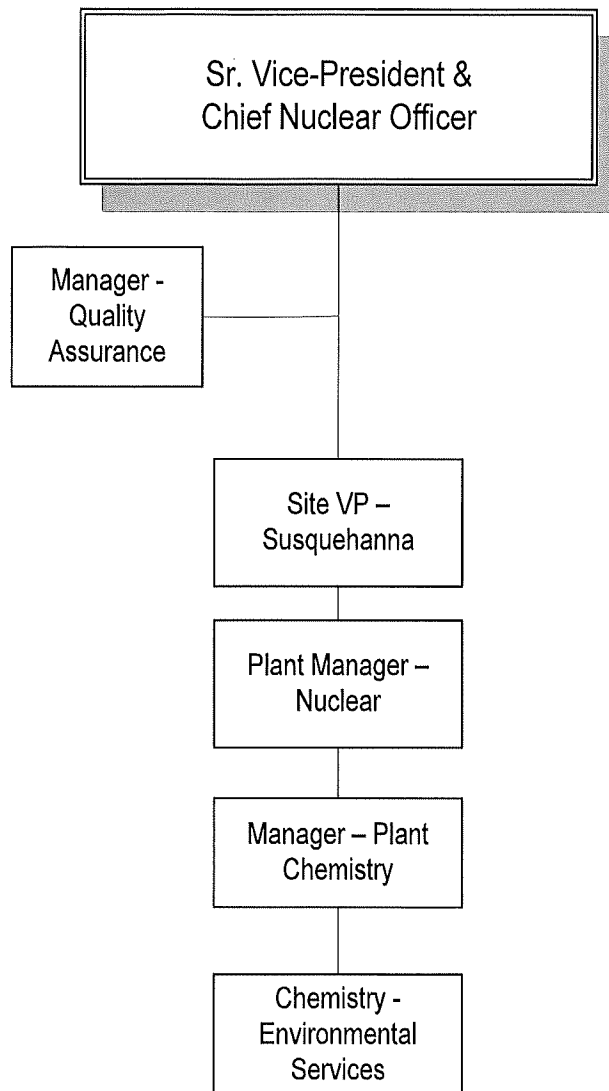 Sr. Vice-President &
Chief Nuclear Officer
Manager -
Quality
Assurance
Site VP –
Susquehanna
Plant Manager –
Nuclear
Manager – Plant
Chemistry
Chemistry -
Environmental
Services